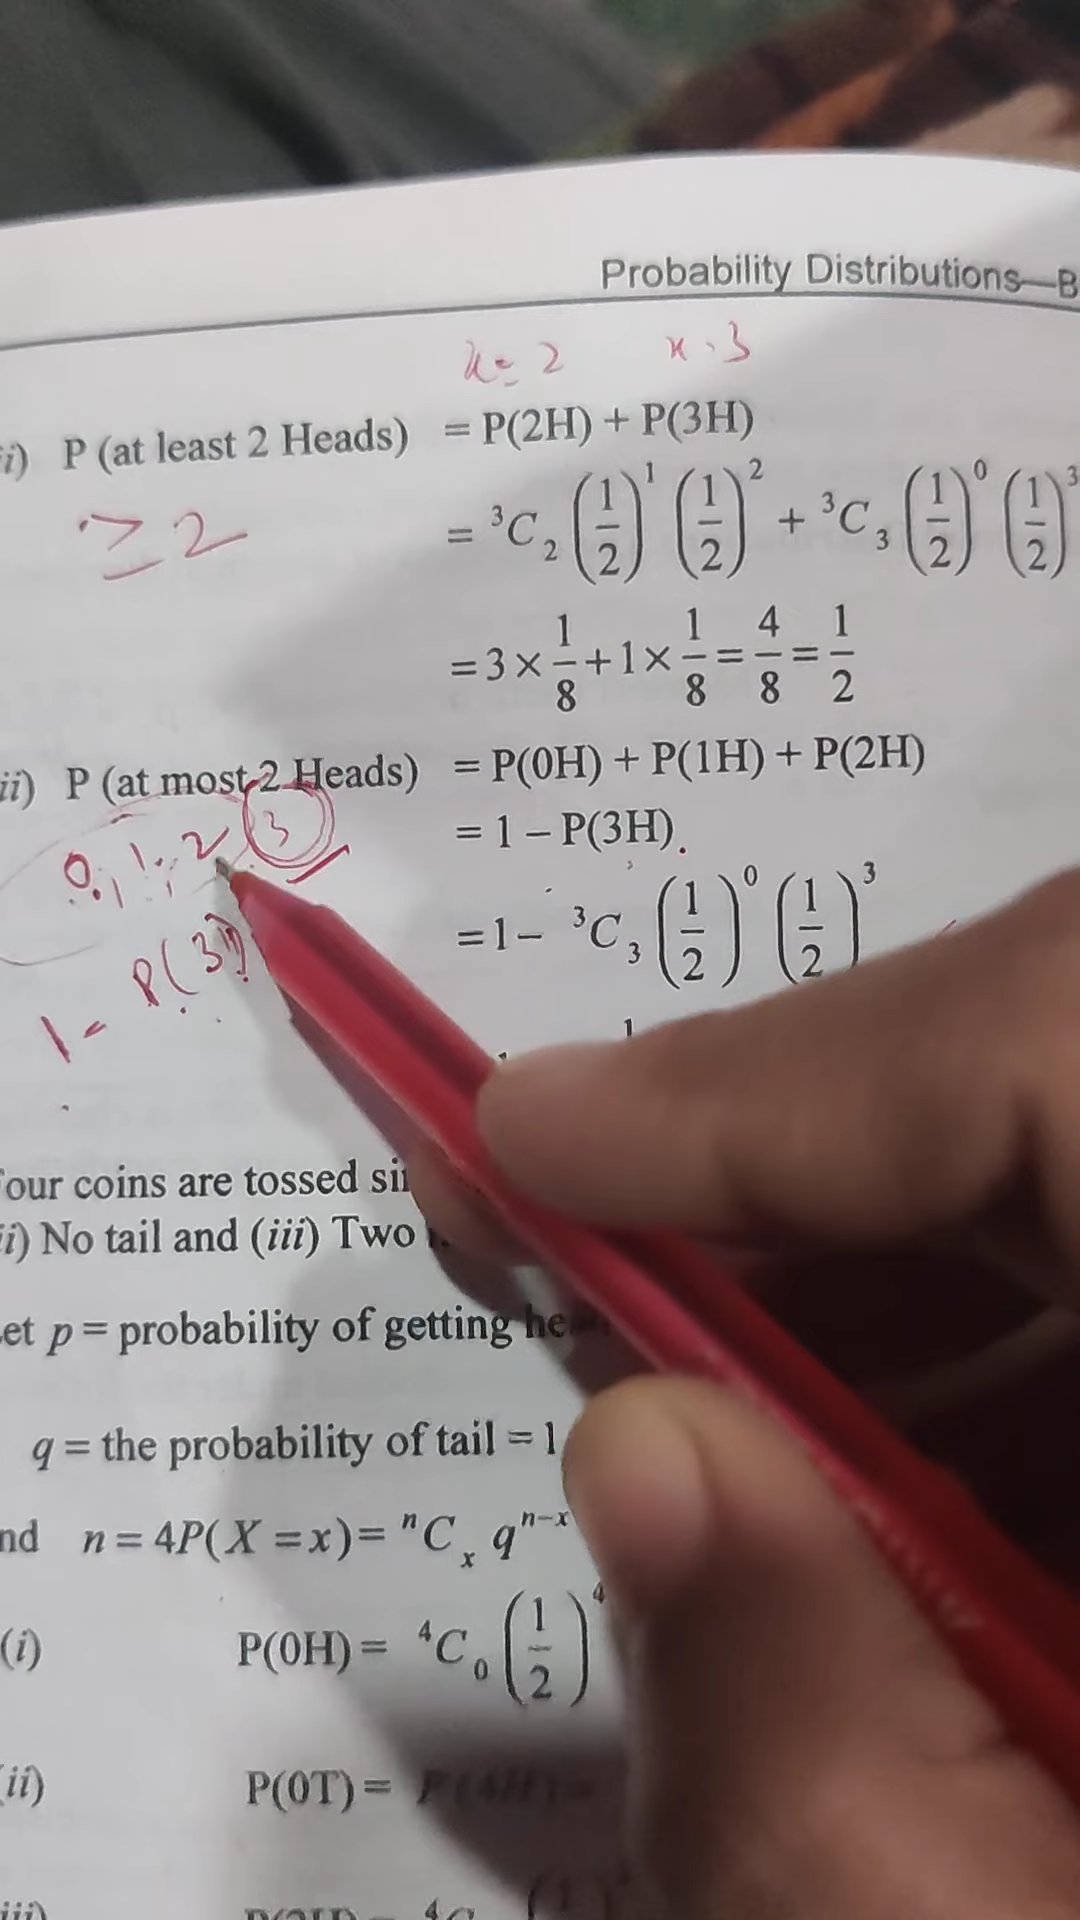 Probability Distributions—B
x = 2 x . 3
i) P (at least 2 Heads) = P(2H) + P(3H)
≥ 2
= ³C₂ (1/2)¹ (1/2)² + ³C₃ (1/2)⁰ (1/2)³
= 3 × 1/8 + 1 × 1/8 = 4/8 = 1/2
ii) P (at most 2 Heads) = P(0H) + P(1H) + P(2H)
0, 1, 2 3
= 1 – P(3H).
= 1 – ³C₃ (1/2)⁰ (1/2)³
1 - P(3H)
our coins are tossed
i) No tail and (iii) Two
et p = probability of getting
q = the probability of tail = 1
nd n = 4P(X = x) = ⁿCₓ qⁿ⁻ˣ
(i) P(0H) = ⁴C₀ (1/2)⁴
ii) P(0T) = P(4H) =
iii)